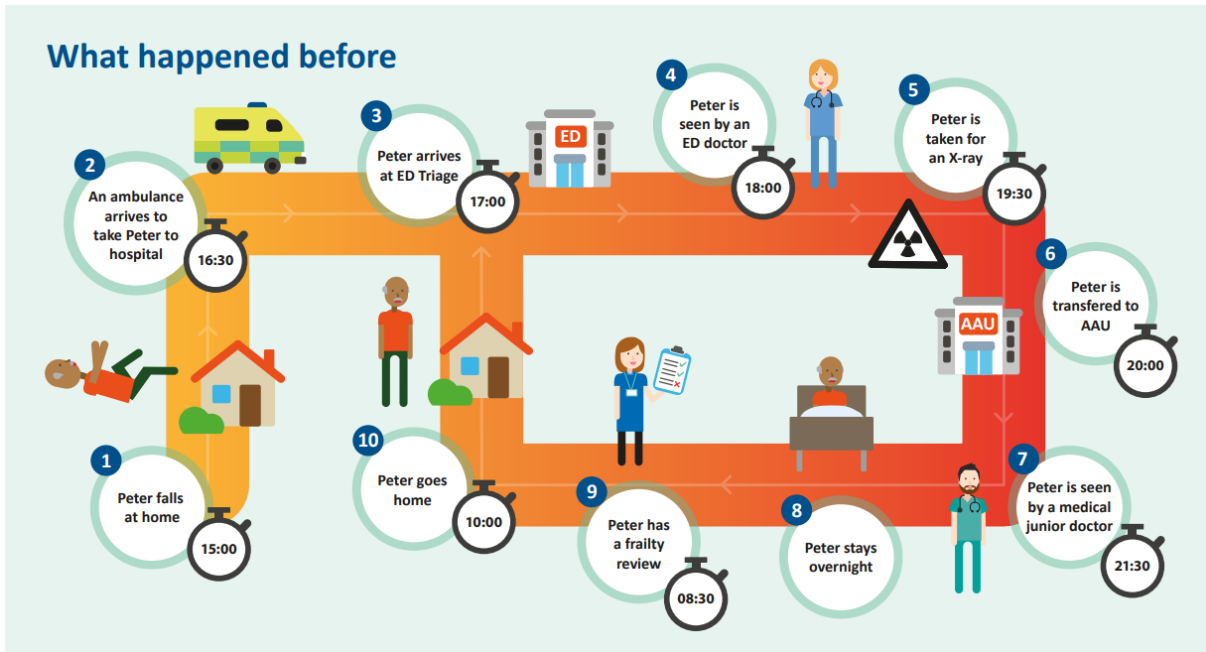 What happened before
1
Peter falls
at home
15:00
2
An ambulance
arrives to
take Peter to
hospital
16:30
3
Peter arrives
at ED Triage
17:00
ED
4
Peter is
seen by an
ED doctor
18:00
5
Peter is
taken for
an X-ray
19:30
6
Peter is
transfered to
AAU
20:00
AAU
7
Peter is seen
by a medical
junior doctor
21:30
8
Peter stays
overnight
9
Peter has
a frailty
review
08:30
10
Peter goes
home
10:00